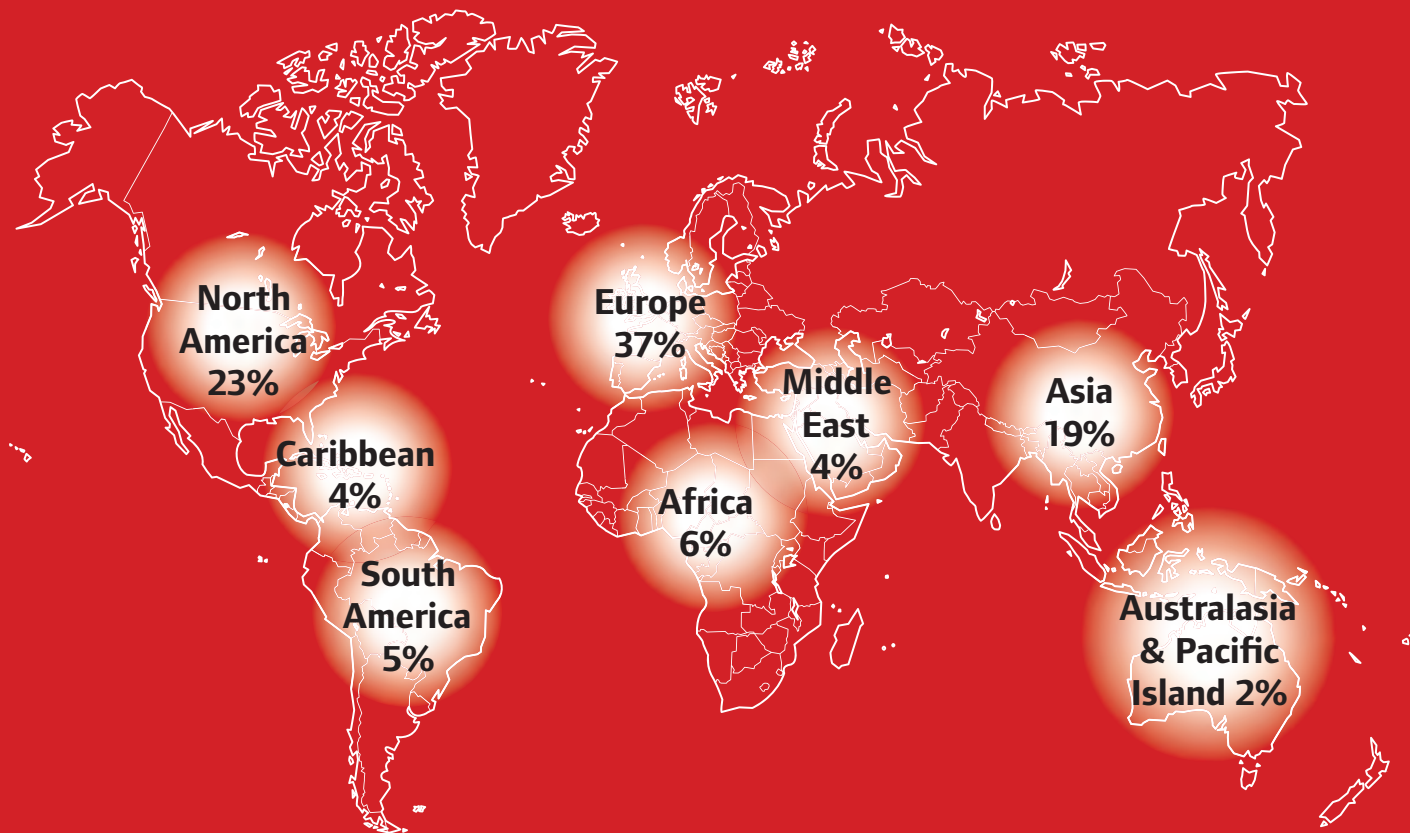 North
America
23%
Caribbean
4%
South
America
5%
Europe
37%
Middle
East
4%
Africa
6%
Asia
19%
Australasia
& Pacific
Island 2%